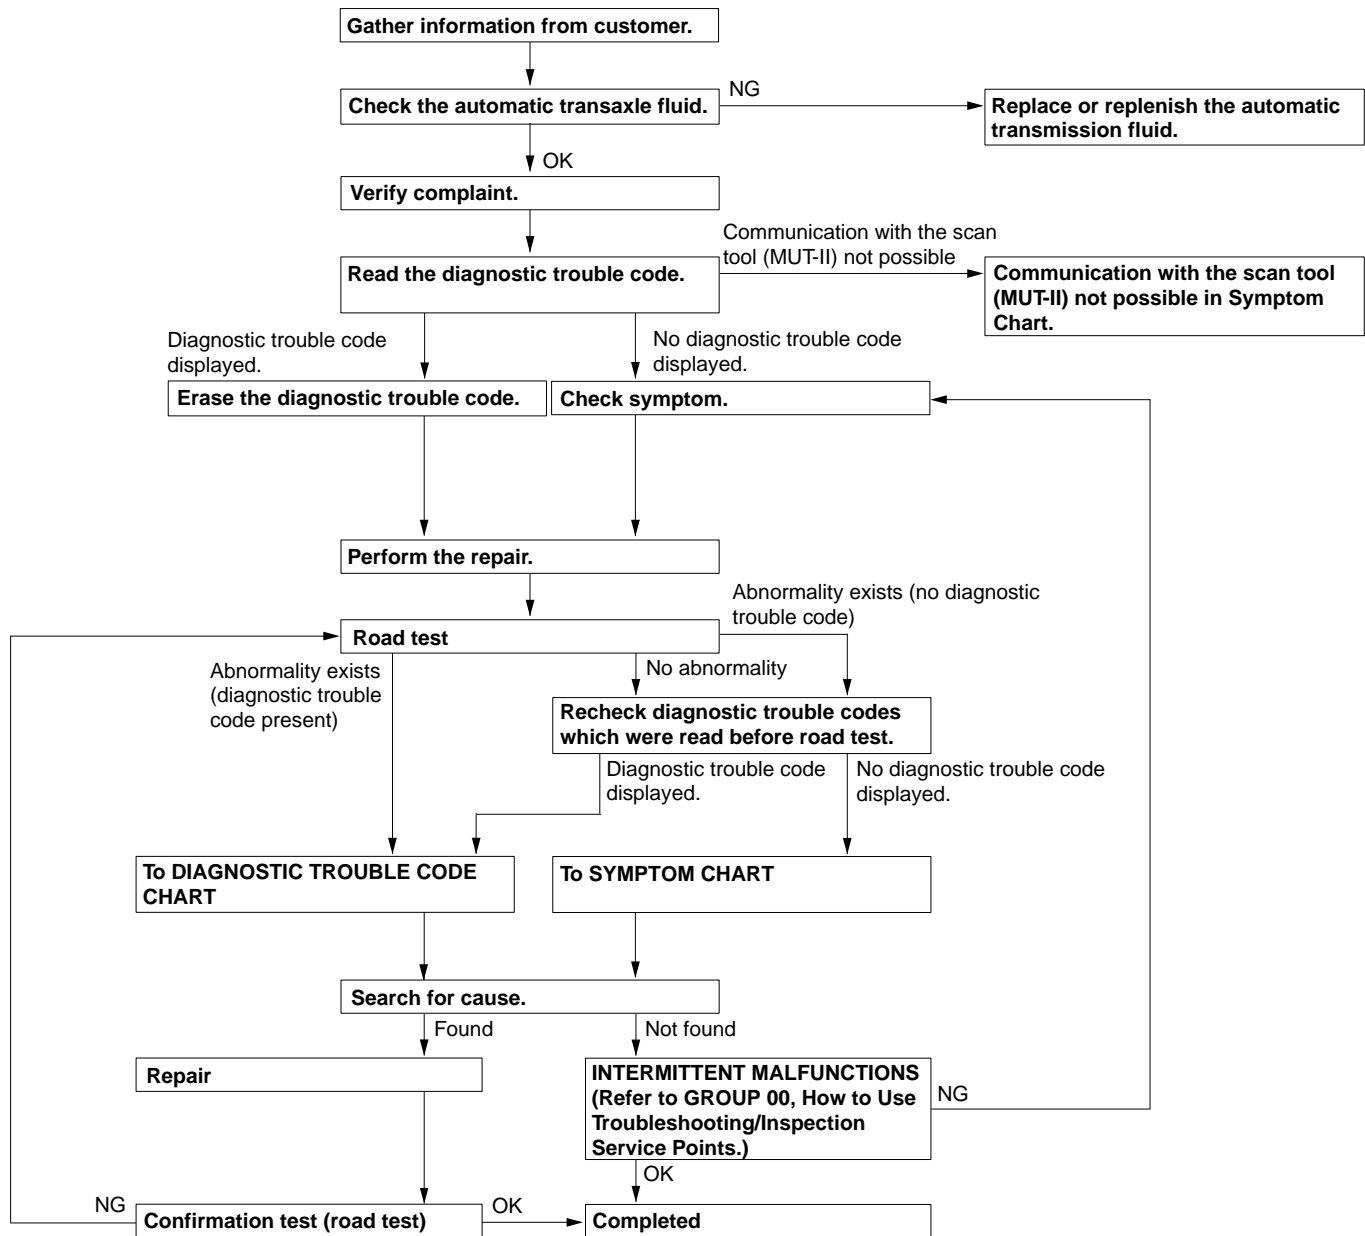 Gather information from customer.
Check the automatic transaxle fluid.
NG
Replace or replenish the automatic
transmission fluid.
OK
Verify complaint.
Communication with the scan
tool (MUT-II) not possible
Read the diagnostic trouble code.
Communication with the scan tool
(MUT-II) not possible in Symptom
Chart.
Diagnostic trouble code
displayed.
No diagnostic trouble code
displayed.
Erase the diagnostic trouble code.
Check symptom.
Perform the repair.
Abnormality exists (no diagnostic
trouble code)
Road test
Abnormality exists
(diagnostic trouble
code present)
No abnormality
Recheck diagnostic trouble codes
which were read before road test.
Diagnostic trouble code
displayed.
No diagnostic trouble code
displayed.
To DIAGNOSTIC TROUBLE CODE
CHART
To SYMPTOM CHART
Search for cause.
Found
Not found
Repair
INTERMITTENT MALFUNCTIONS
(Refer to GROUP 00, How to Use
Troubleshooting/Inspection
Service Points.)
NG
OK
NG
Confirmation test (road test)
OK
Completed